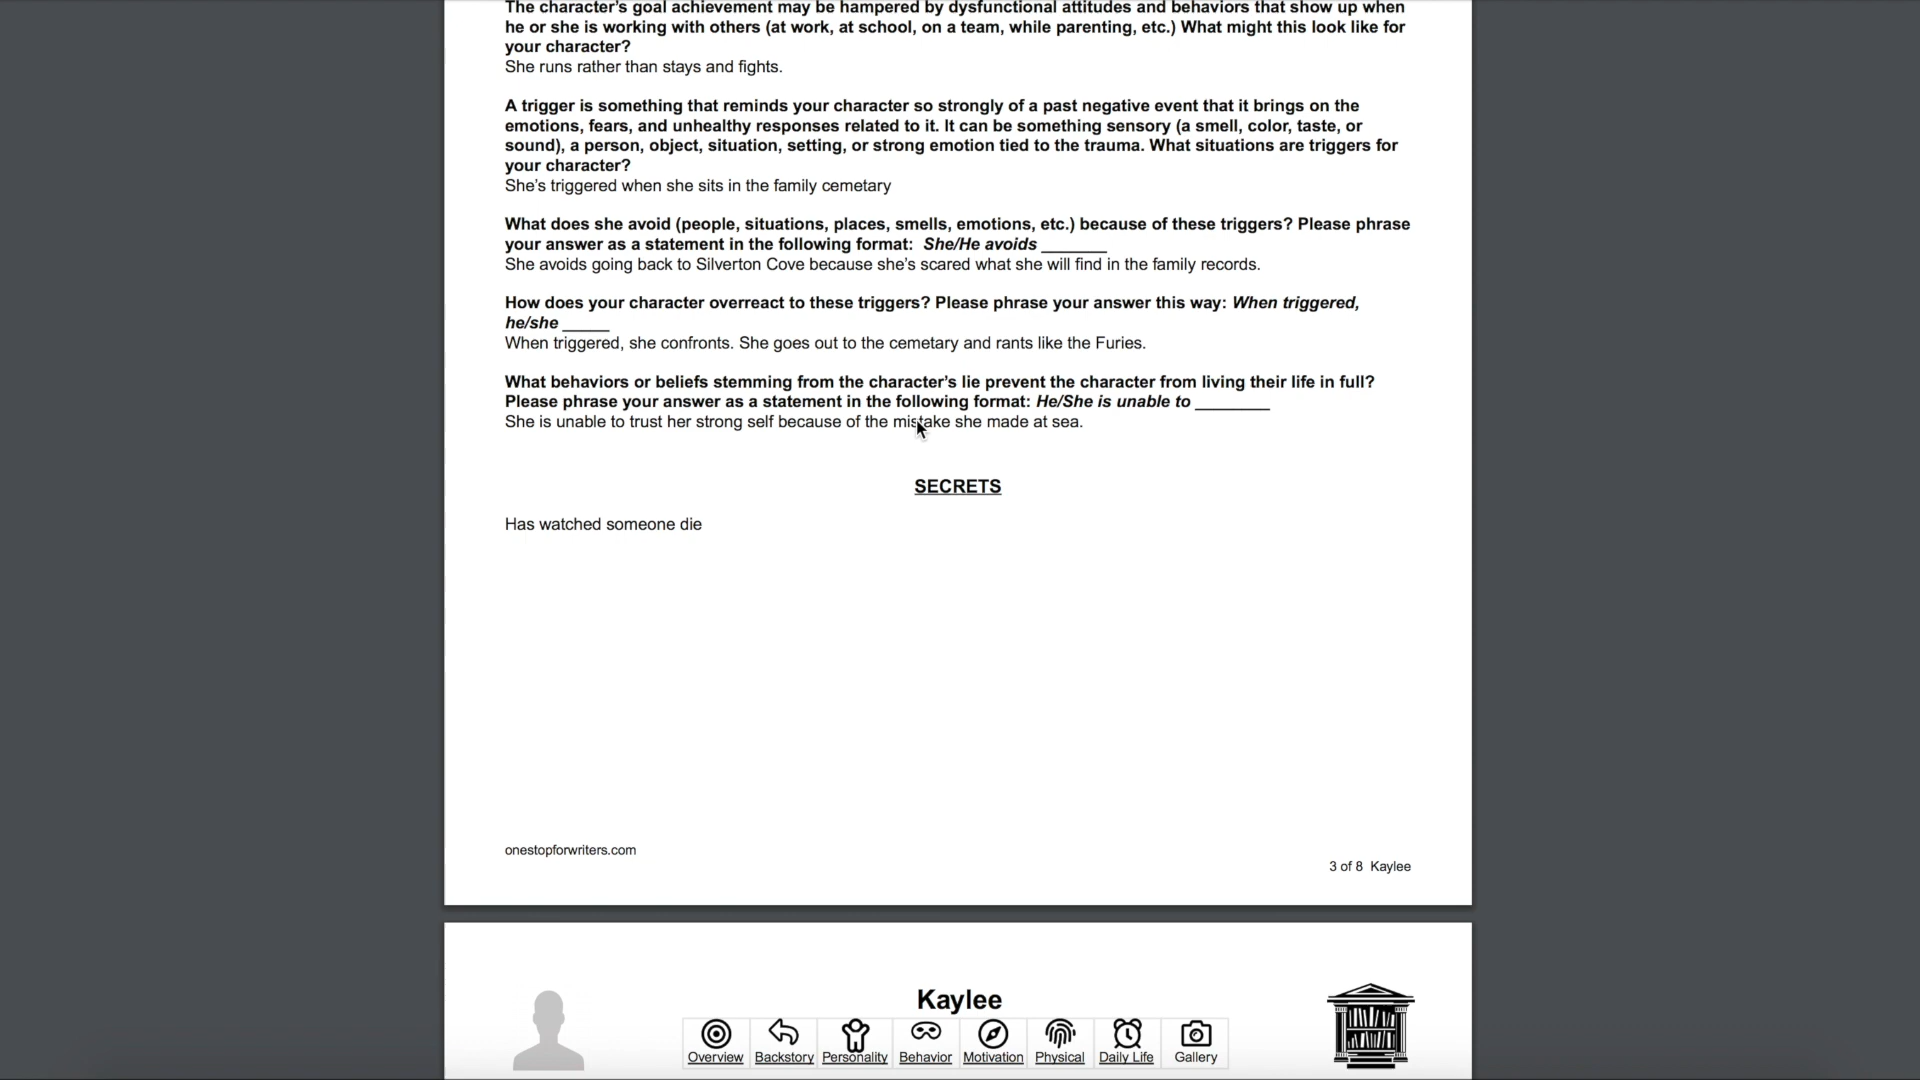 The character’s goal achievement may be hampered by dysfunctional attitudes and behaviors that show up when
he or she is working with others (at work, at school, on a team, while parenting, etc.) What might this look like for
your character?
She runs rather than stays and fights.
A trigger is something that reminds your character so strongly of a past negative event that it brings on the
emotions, fears, and unhealthy responses related to it. It can be something sensory (a smell, color, taste, or
sound), a person, object, situation, setting, or strong emotion tied to the trauma. What situations are triggers for
your character?
She’s triggered when she sits in the family cemetary
What does she avoid (people, situations, places, smells, emotions, etc.) because of these triggers? Please phrase
your answer as a statement in the following format: She/He avoids _______
She avoids going back to Silverton Cove because she’s scared what she will find in the family records.
How does your character overreact to these triggers? Please phrase your answer this way: When triggered,
he/she _____
When triggered, she confronts. She goes out to the cemetary and rants like the Furies.
What behaviors or beliefs stemming from the character’s lie prevent the character from living their life in full?
Please phrase your answer as a statement in the following format: He/She is unable to ________
She is unable to trust her strong self because of the mistake she made at sea.
SECRETS
Has watched someone die
onestopforwriters.com
3 of 8 Kaylee
Kaylee
Overview Backstory Personality Behavior Motivation Physical Daily Life Gallery